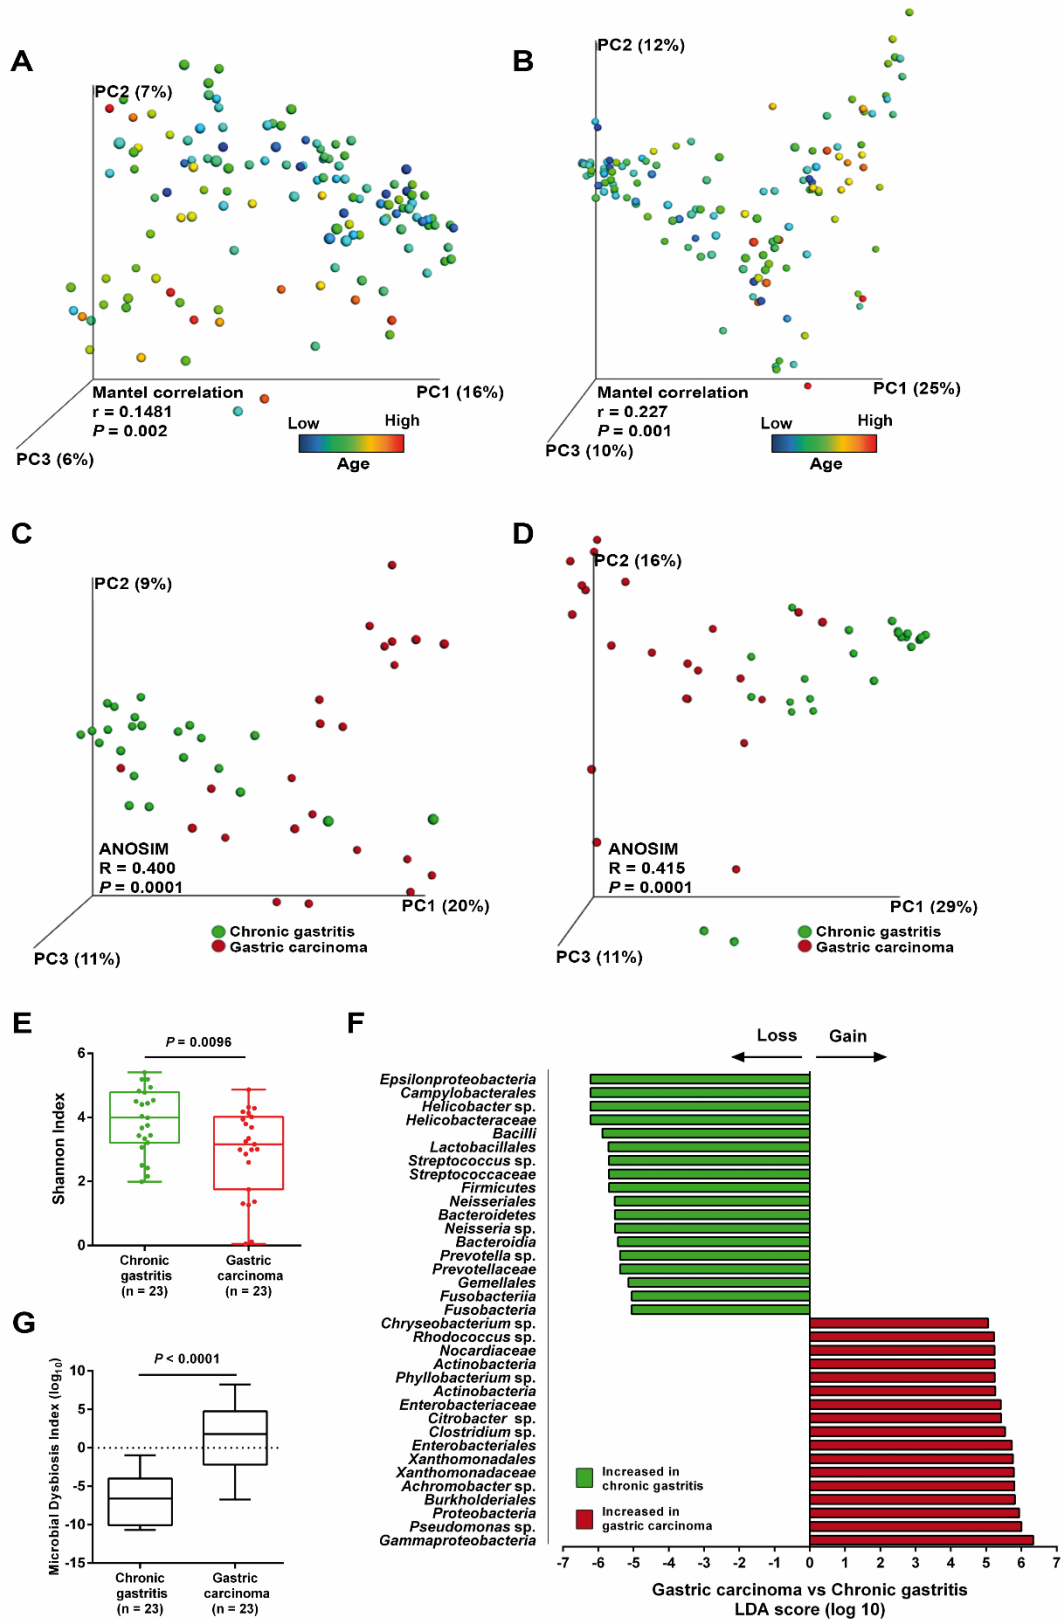 A
PC2 (7%)
Mantel correlation
r = 0.1481
P = 0.002
PC1 (16%)
PC3 (6%)
Low
High
Age
B
PC2 (12%)
Mantel correlation
r = 0.227
P = 0.001
PC1 (25%)
PC3 (10%)
Low
High
Age
C
PC2 (9%)
ANOSIM
R = 0.400
P = 0.0001
PC1 (20%)
PC3 (11%)
Chronic gastritis
Gastric carcinoma
D
PC2 (16%)
ANOSIM
R = 0.415
P = 0.0001
PC1 (29%)
PC3 (11%)
Chronic gastritis
Gastric carcinoma
E
P = 0.0096
Shannon Index
6
4
2
0
Chronic
gastritis
(n = 23)
Gastric
carcinoma
(n = 23)
F
Loss
Gain
Epsilonproteobacteria
Campylobacterales
Helicobacter sp.
Helicobacteraceae
Bacilli
Lactobacillales
Streptococcus sp.
Streptococcaceae
Firmicutes
Neisseriales
Bacteroidetes
Neisseria sp.
Bacteroidia
Prevotella sp.
Prevotellaceae
Gemellales
Fusobacteriia
Fusobacteria
Chryseobacterium sp.
Rhodococcus sp.
Nocardiaceae
Actinobacteria
Phyllobacterium sp.
Actinobacteria
Enterobacteriaceae
Citrobacter sp.
Clostridium sp.
Enterobacteriales
Xanthomonadales
Xanthomonadaceae
Achromobacter sp.
Burkholderiales
Proteobacteria
Pseudomonas sp.
Gammaproteobacteria
Increased in
chronic gastritis
Increased in
gastric carcinoma
-7 -6 -5 -4 -3 -2 -1 0 1 2 3 4 5 6 7
Gastric carcinoma vs Chronic gastritis
LDA score (log 10)
G
P < 0.0001
Microbial Dysbiosis Index (log10)
10
5
0
-5
-10
-15
Chronic
gastritis
(n = 23)
Gastric
carcinoma
(n = 23)